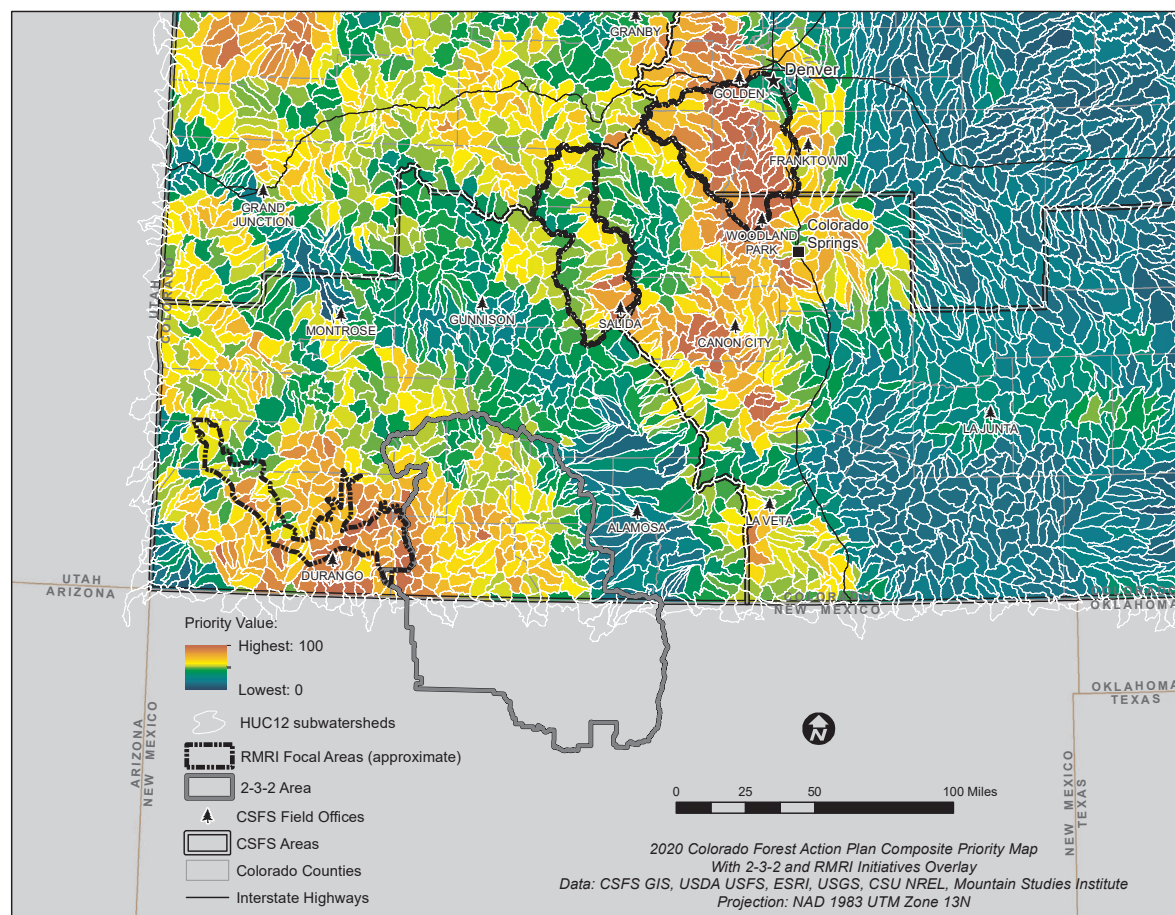 GRANBY
Denver
GOLDEN
FRANKTOWN
GRAND
JUNCTION
WOODLAND
PARK
Colorado
Springs
UTAH
COLORADO
MONTROSE
GUNNISON
SALIDA
CANON CITY
LA JUNTA
ALAMOSA
LA VETA
DURANGO
UTAH
ARIZONA
COLORADO
NEW MEXICO
OKLAHOMA
Priority Value:
Highest: 100
Lowest: 0
HUC12 subwatersheds
RMRI Focal Areas (approximate)
2-3-2 Area
CSFS Field Offices
CSFS Areas
Colorado Counties
Interstate Highways
ARIZONA
NEW MEXICO
N
OKLAHOMA
TEXAS
NEW MEXICO
TEXAS
0 25 50 100 Miles
2020 Colorado Forest Action Plan Composite Priority Map
With 2-3-2 and RMRI Initiatives Overlay
Data: CSFS GIS, USDA USFS, ESRI, USGS, CSU NREL, Mountain Studies Institute
Projection: NAD 1983 UTM Zone 13N